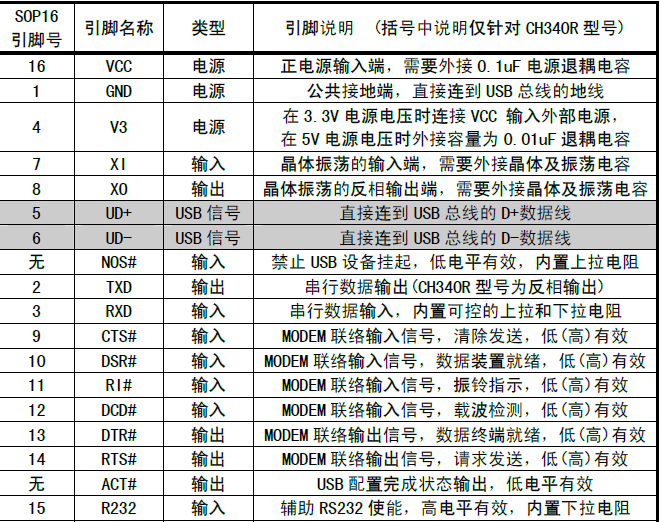 SOP16 引脚号 引脚名称 类型 引脚说明 (括号中说明仅针对 CH340R 型号)
16 VCC 电源 正电源输入端，需要外接 0.1uF 电源退耦电容
1 GND 电源 公共接地端，直接连到 USB 总线的地线
4 V3 电源 在 3.3V 电源电压时连接 VCC 输入外部电源，
在 5V 电源电压时外接容量为 0.01uF 退耦电容
7 XI 输入 晶体振荡的输入端，需要外接晶体及振荡电容
8 XO 输出 晶体振荡的反相输出端，需要外接晶体及振荡电容
5 UD+ USB 信号 直接连到 USB 总线的 D+数据线
6 UD- USB 信号 直接连到 USB 总线的 D-数据线
无 NOS# 输入 禁止 USB 设备挂起，低电平有效，内置上拉电阻
2 TXD 输出 串行数据输出(CH340R 型号为反相输出)
3 RXD 输入 串行数据输入，内置可控的上拉和下拉电阻
9 CTS# 输入 MODEM 联络输入信号，清除发送，低(高)有效
10 DSR# 输入 MODEM 联络输入信号，数据装置就绪，低(高)有效
11 RI# 输入 MODEM 联络输入信号，振铃指示，低(高)有效
12 DCD# 输入 MODEM 联络输入信号，载波检测，低(高)有效
13 DTR# 输出 MODEM 联络输出信号，数据终端就绪，低(高)有效
14 RTS# 输出 MODEM 联络输出信号，请求发送，低(高)有效
无 ACT# 输出 USB 配置完成状态输出，低电平有效
15 R232 输入 辅助 RS232 使能，高电平有效，内置下拉电阻